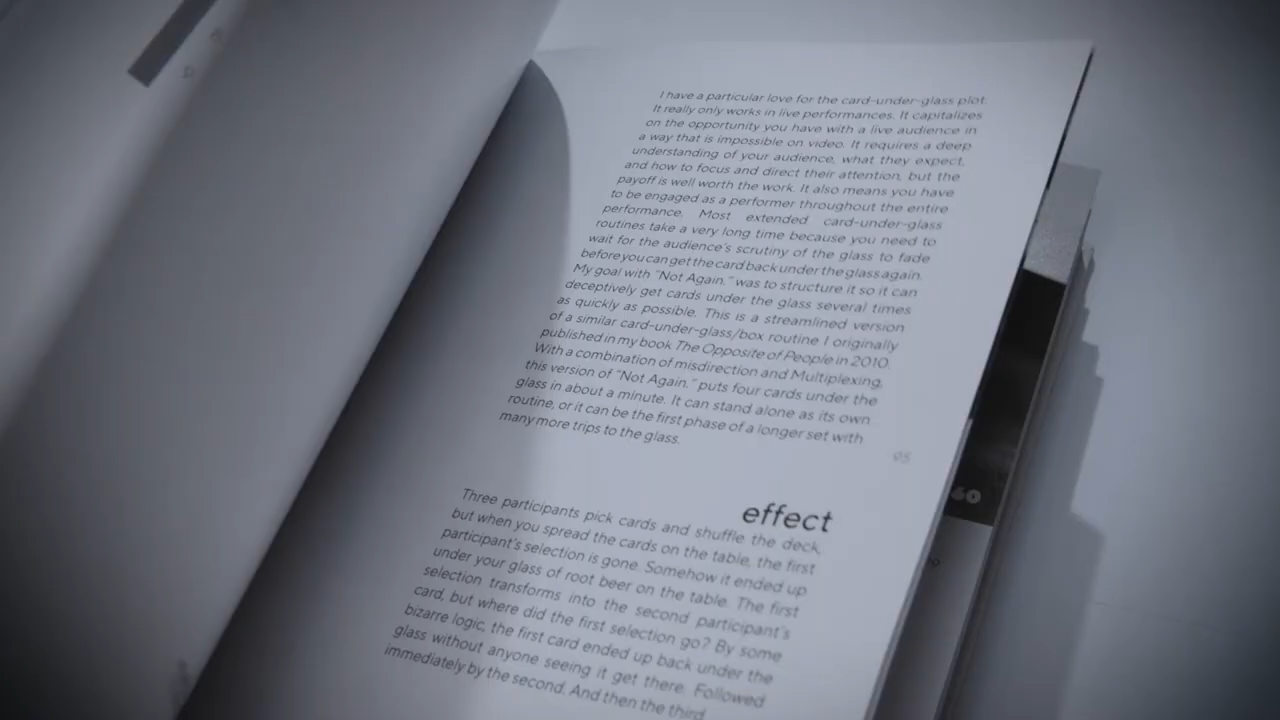 I have a particular love for the card-under-glass plot.
It really only works in live performances. It capitalizes
on the opportunity you have with a live audience in
a way that is impossible on video. It requires a deep
understanding of your audience, what they expect,
and how to focus and direct their attention, but the
payoff is well worth the work. It also means you have
to be engaged as a performer throughout the entire
performance. Most extended card-under-glass
routines take a very long time because you need to
wait for the audience's scrutiny of the glass to fade
before you can get the card back under the glass again.
My goal with "Not Again." was to structure it so it can
deceptively get cards under the glass several times
as quickly as possible. This is a streamlined version
of a similar card-under-glass/box routine I originally
published in my book The Opposite of People in 2010.
With a combination of misdirection and Multiplexing,
this version of "Not Again." puts four cards under the
glass in about a minute. It can stand alone as its own
routine, or it can be the first phase of a longer set with
many more trips to the glass.
95
effect
Three participants pick cards and shuffle the deck,
but when you spread the cards on the table, the first
participant's selection is gone. Somehow it ended up
under your glass of root beer on the table. The first
selection transforms into the second participant's
card, but where did the first selection go? By some
bizarre logic, the first card ended up back under the
glass without anyone seeing it get there. Followed
immediately by the second. And then the third
60